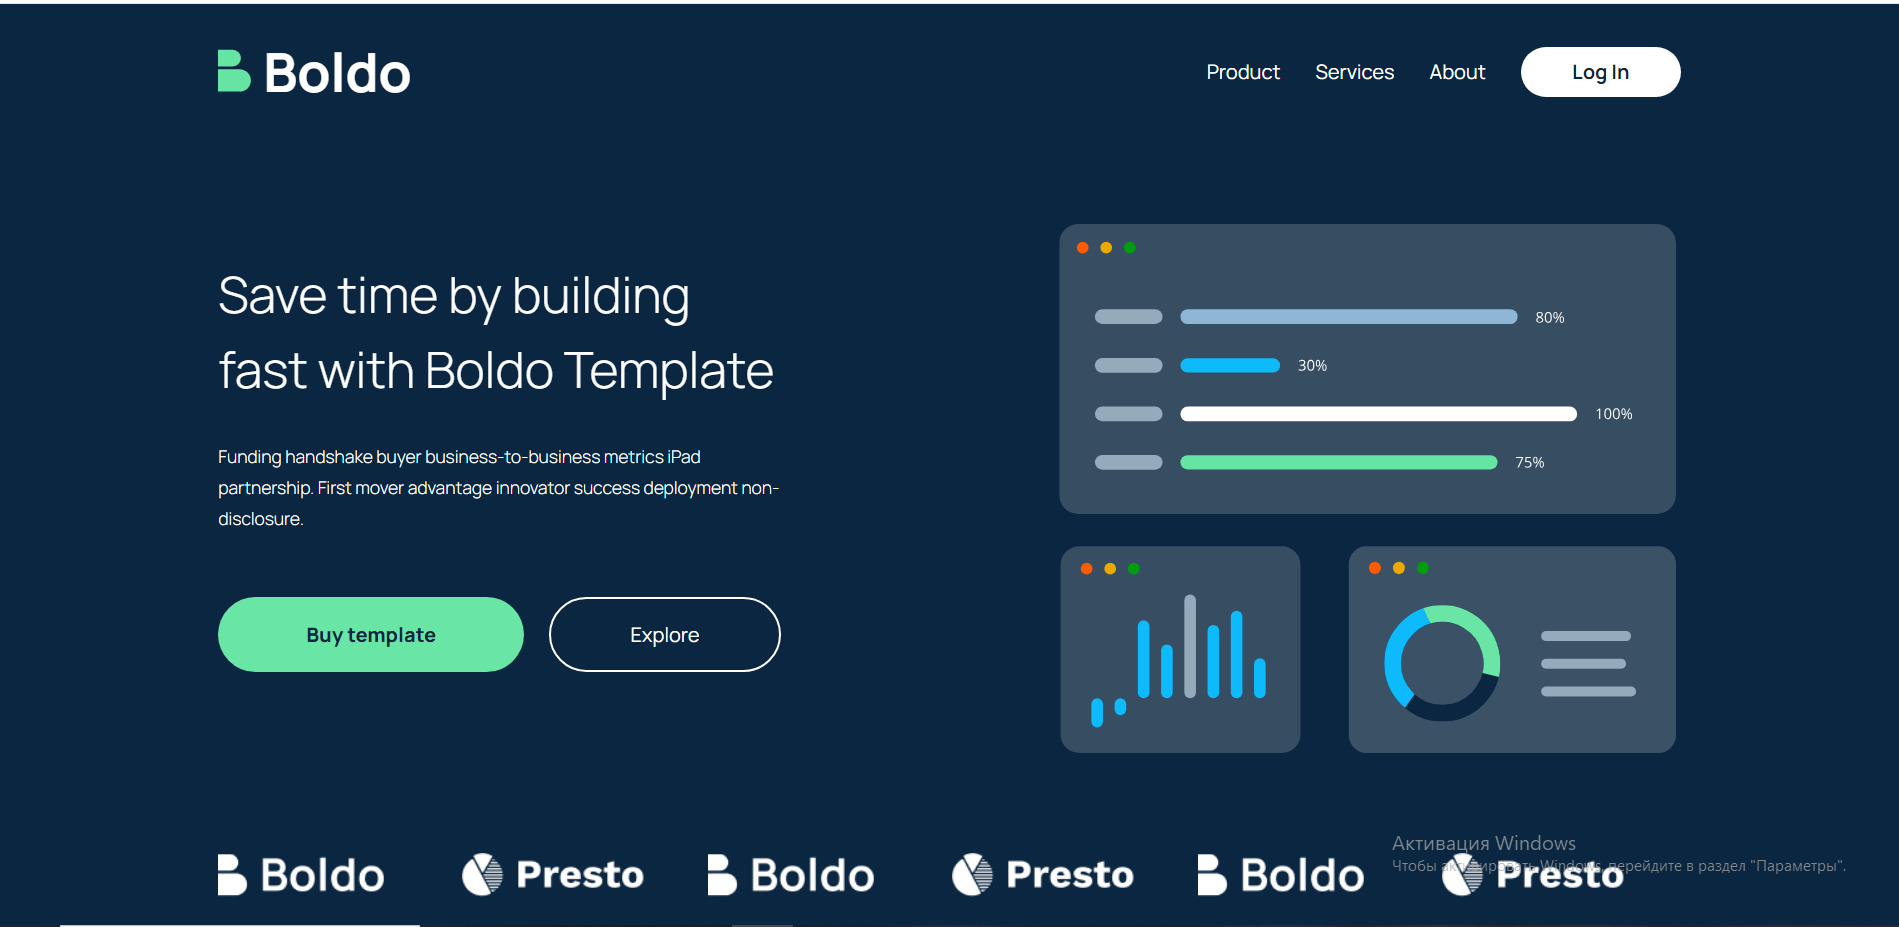 Boldo
Product Services About Log In
Save time by building
fast with Boldo Template
Funding handshake buyer business-to-business metrics iPad
partnership. First mover advantage innovator success deployment non-
disclosure.
Buy template Explore
80%
30%
100%
75%
Boldo Presto Boldo Presto Boldo Presto
Активация Windows
Чтобы активировать Windows, перейдите в раздел "Параметры".